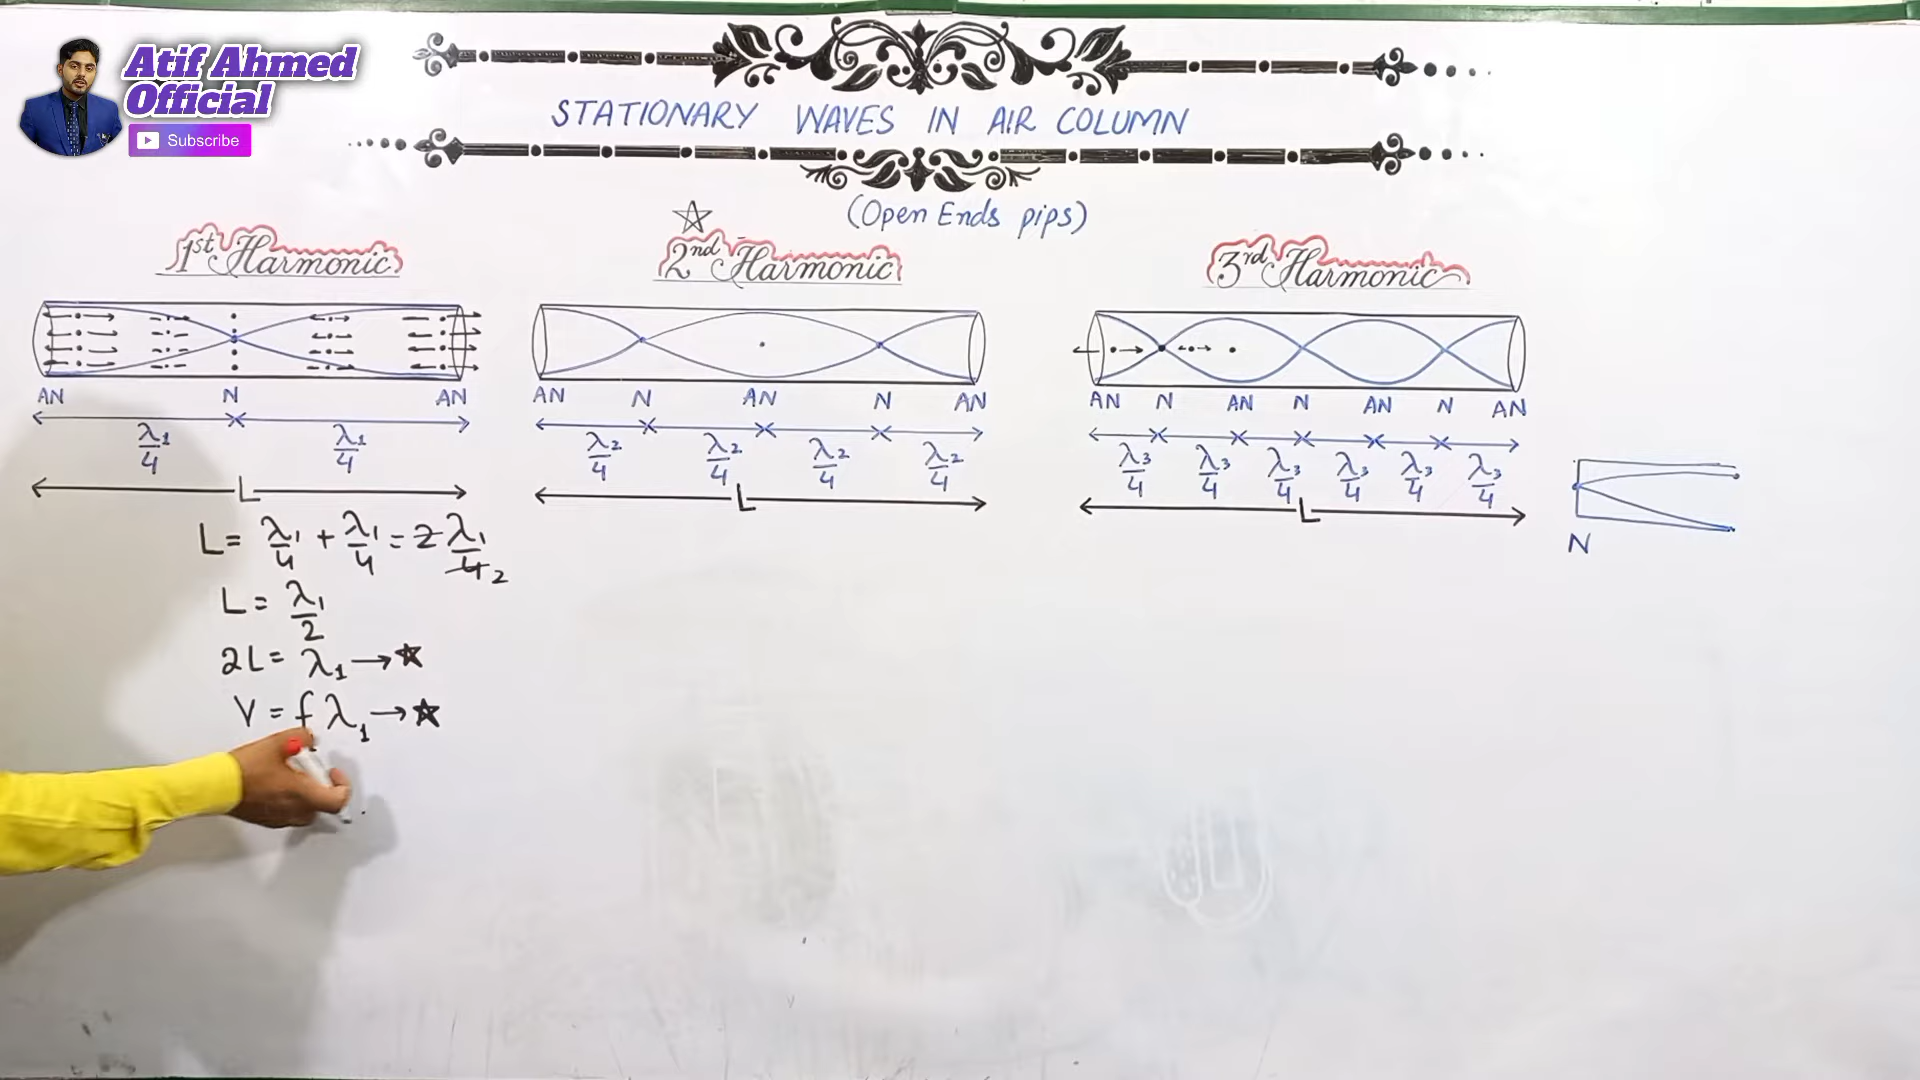 Atif Ahmed
Official
Subscribe
STATIONARY WAVES IN AIR COLUMN
(Open Ends pips)
1st Harmonic
AN N AN
λ1/4 λ1/4
L
L = λ1/4 + λ1/4 = 2 λ1/4 2
L = λ1/2
2L = λ1 → ★
V = f λ1 → ★
2nd Harmonic
AN N AN N AN
λ2/4 λ2/4 λ2/4 λ2/4
L
3rd Harmonic
AN N AN N AN N AN
λ3/4 λ3/4 λ3/4 λ3/4 λ3/4 λ3/4
L
N